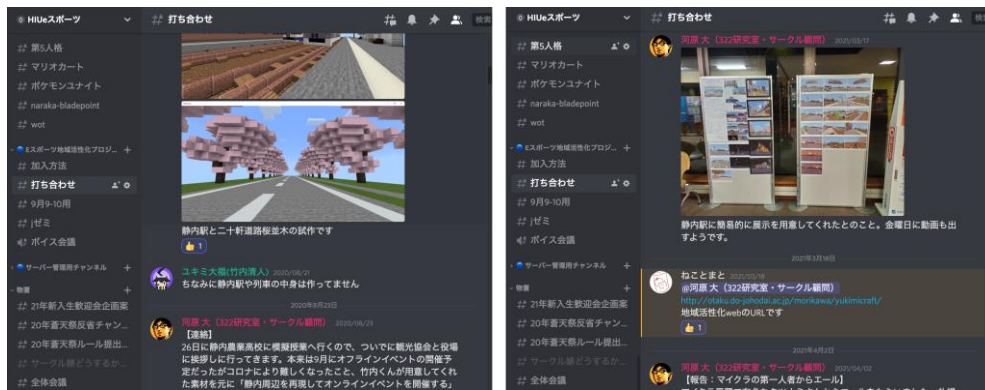 HIUeスポーツ
第5人格
マリオカート
ポケモンユナイト
naraka-bladepoint
wot
Eスポーツ地域活性化プロジ...
加入方法
打ち合わせ
9月9-10用
jゼミ
ボイス会議
サーバー管理用チャンネル
物置
21年新入生歓迎会企画案
20年蒼天祭反省チャン...
20年蒼天祭ルール提出...
サークル線どうするか...
全体会議
打ち合わせ
検索
静内駅と二十軒道路桜並木の試作です
1
ユキミ大福(竹内清人) 2020/08/21
ちなみに静内駅や列車の中身は作ってません
2020年8月23日
河原 大（322研究室・サークル顧問） 2020/08/23
【連絡】
26日に静内農業高校に模擬授業へ行くので、ついでに観光協会と役場
に挨拶しに行ってきます。本来は9月にオフラインイベントの開催予
定だったがコロナにより難しくなったこと、竹内くんが用意してくれ
た素材を元に「静内周辺を再現してオンラインイベントを開催する」
HIUeスポーツ
第5人格
マリオカート
ポケモンユナイト
naraka-bladepoint
wot
Eスポーツ地域活性化プロジ...
加入方法
打ち合わせ
9月9-10用
jゼミ
ボイス会議
サーバー管理用チャンネル
物置
21年新入生歓迎会企画案
20年蒼天祭反省チャン...
20年蒼天祭ルール提出...
サークル線どうするか...
全体会議
打ち合わせ
河原 大（322研究室・サークル顧問） 2021/03/17
静内駅に簡易的に展示を用意してくれたとのこと。金曜日に動画も出
すようです。
2021年3月18日
ねことまと 2021/03/18
@河原 大（322研究室・サークル顧問）
http://otaku.do-johodai.ac.jp/morikawa/yukimicraft/
地域活性化webのURLです
1
2021年4月2日
河原 大（322研究室・サークル顧問） 2021/04/02
【報告：マイクラの第一人者からエール】